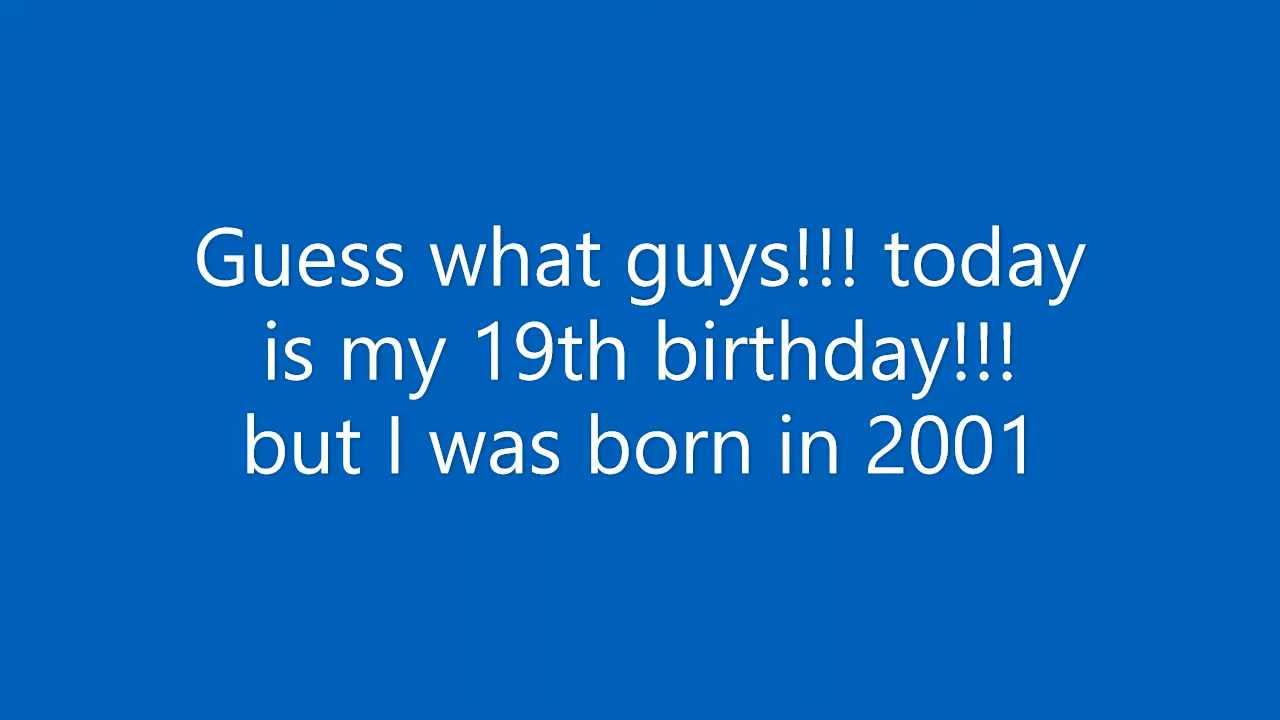 Guess what guys!!! today
is my 19th birthday!!!
but I was born in 2001